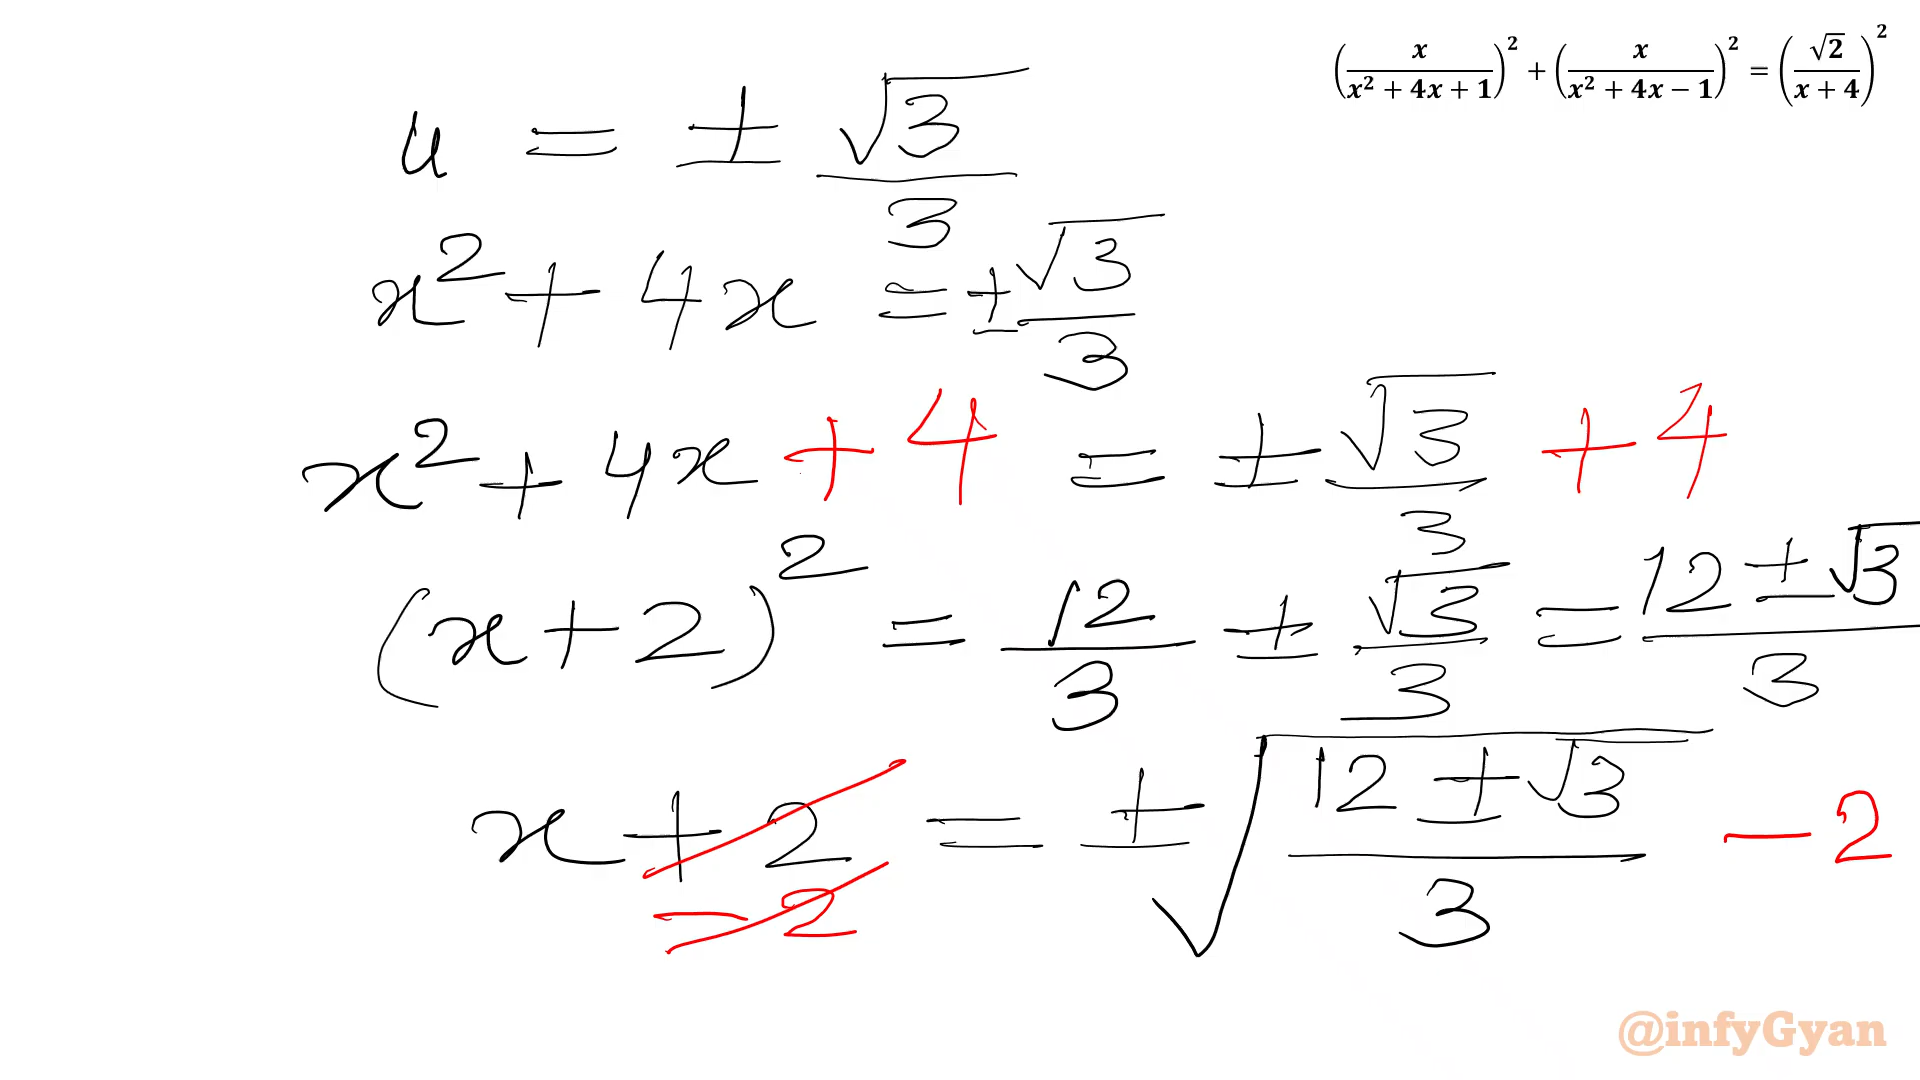 (x/(x² + 4x + 1))² + (x/(x² + 4x − 1))² = (√2/(x + 4))²
u = ± √3/3
x² + 4x = ± √3/3
x² + 4x + 4 = ± √3/3 + 4
(x + 2)² = 12/3 ± √3/3 = (12 ± √3)/3
x + 2 = ± √((12 ± √3)/3) − 2
− 2
@infyGyan